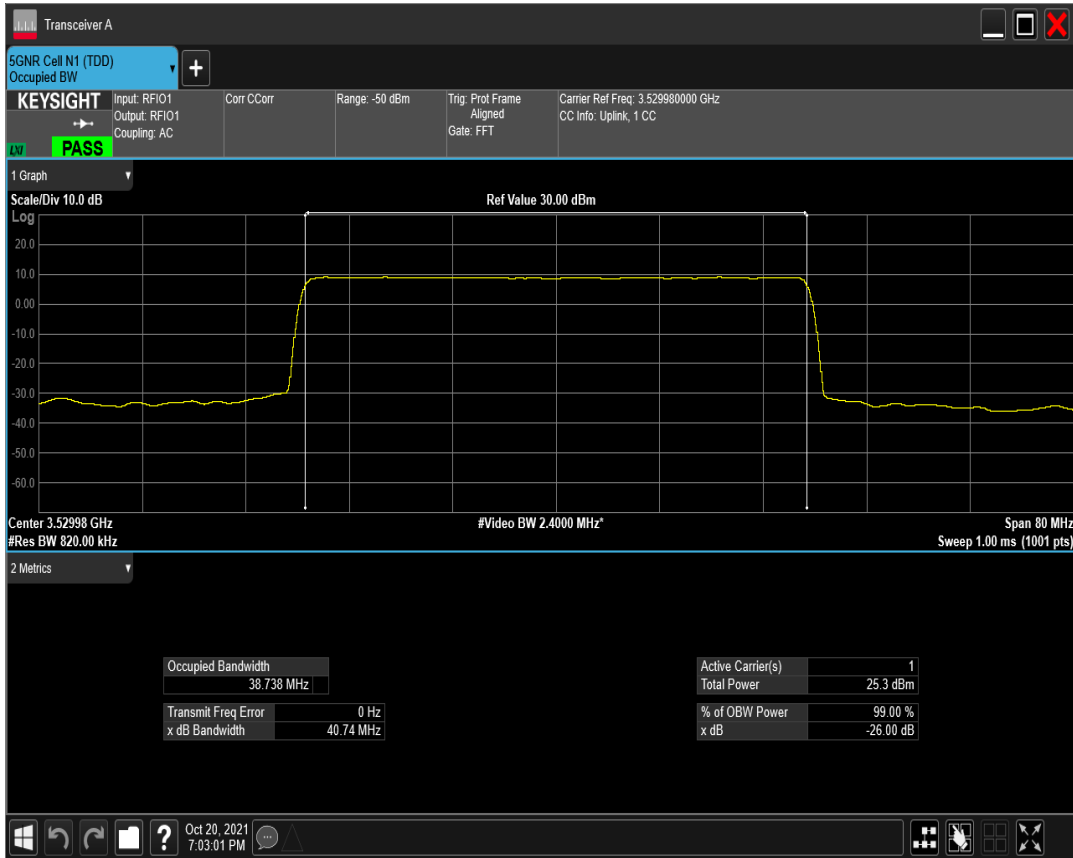 Transceiver A
5GNR Cell N1 (TDD)
Occupied BW
+
KEYSIGHT
LXI
PASS
Input: RFIO1
Output: RFIO1
Coupling: AC
Corr CCorr
Range: -50 dBm
Trig: Prot Frame
Aligned
Gate: FFT
Carrier Ref Freq: 3.529980000 GHz
CC Info: Uplink, 1 CC
1 Graph
Scale/Div 10.0 dB
Ref Value 30.00 dBm
Log
20.0
10.0
0.00
-10.0
-20.0
-30.0
-40.0
-50.0
-60.0
Center 3.52998 GHz
#Video BW 2.4000 MHz*
Span 80 MHz
#Res BW 820.00 kHz
Sweep 1.00 ms (1001 pts)
2 Metrics
Occupied Bandwidth
38.738 MHz
Transmit Freq Error 0 Hz
x dB Bandwidth 40.74 MHz
Active Carrier(s) 1
Total Power 25.3 dBm
% of OBW Power 99.00 %
x dB -26.00 dB
?
Oct 20, 2021
7:03:01 PM